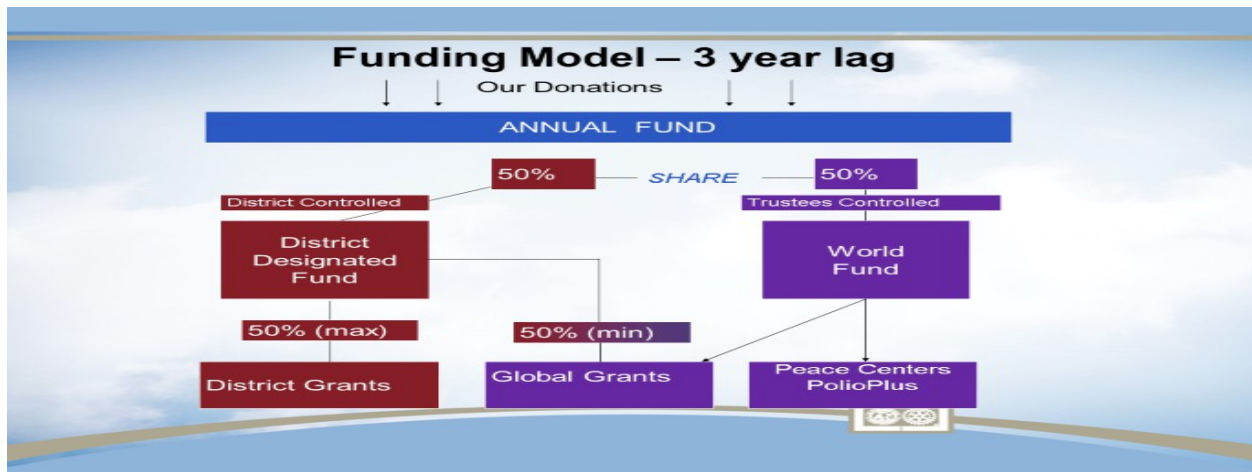 Funding Model – 3 year lag
Our Donations
ANNUAL FUND
50%
SHARE
50%
District Controlled
Trustees Controlled
District
Designated
Fund
World
Fund
50% (max)
50% (min)
District Grants
Global Grants
Peace Centers
PolioPlus